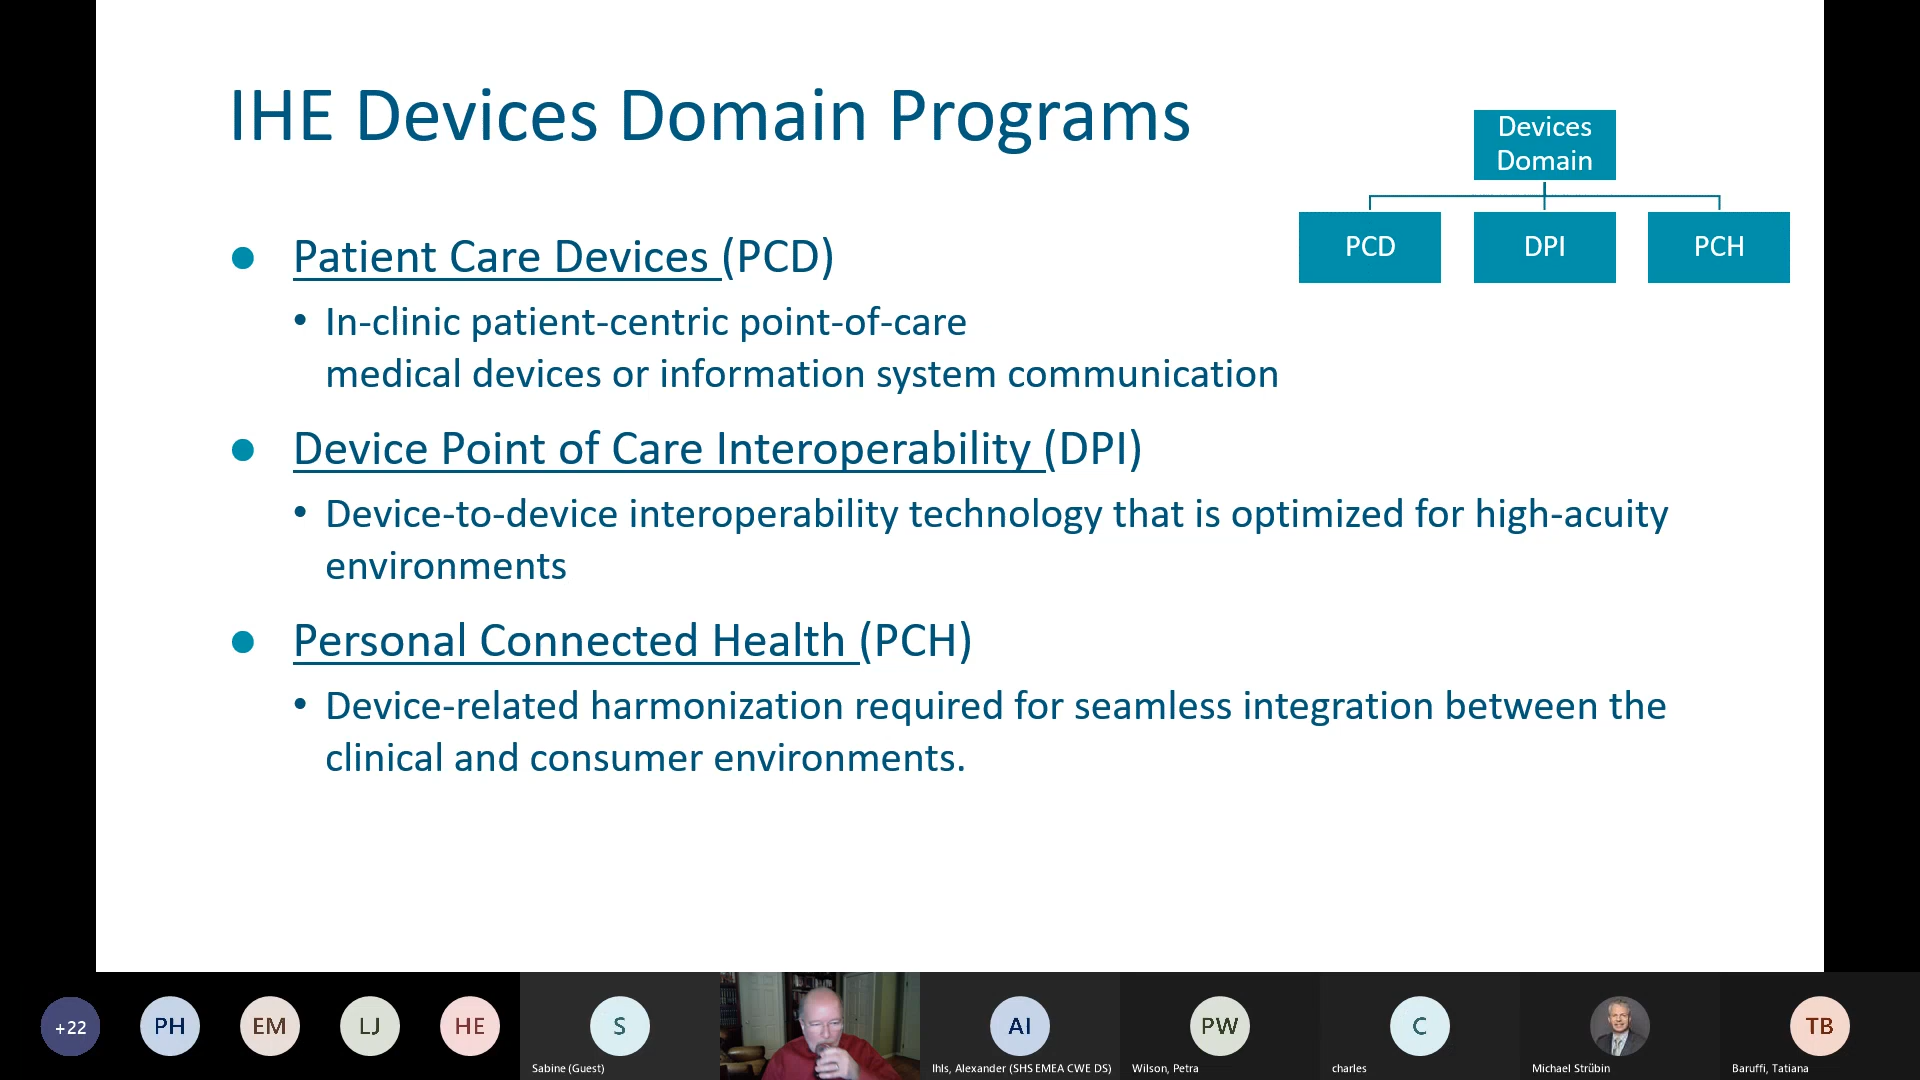 IHE Devices Domain Programs
Devices
Domain
PCD
DPI
PCH
Patient Care Devices (PCD)
In-clinic patient-centric point-of-care
medical devices or information system communication
Device Point of Care Interoperability (DPI)
Device-to-device interoperability technology that is optimized for high-acuity
environments
Personal Connected Health (PCH)
Device-related harmonization required for seamless integration between the
clinical and consumer environments.
+22
PH
EM
LJ
HE
S
AI
PW
C
TB
Sabine (Guest)
Ihls, Alexander (SHS EMEA CWE DS)
Wilson, Petra
charles
Michael Strübin
Baruffi, Tatiana